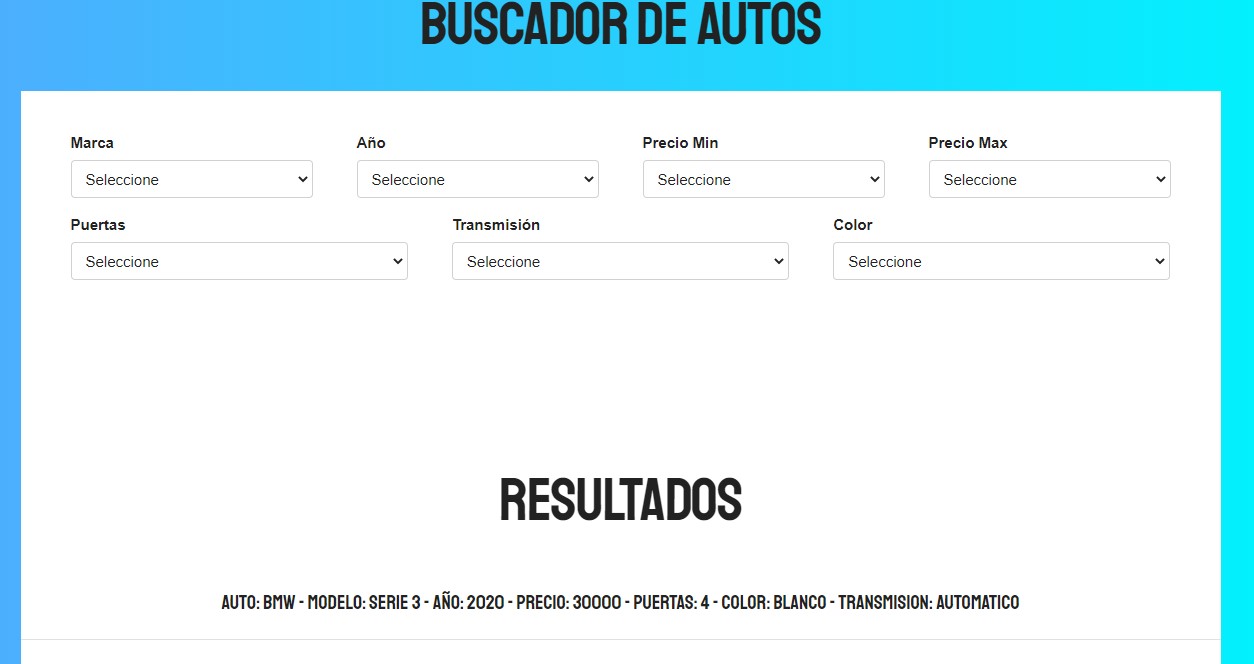 BUSCADOR DE AUTOS
Marca Año Precio Min Precio Max
Seleccione Seleccione Seleccione Seleccione
Puertas Transmisión Color
Seleccione Seleccione Seleccione
RESULTADOS
AUTO: BMW - MODELO: SERIE 3 - AÑO: 2020 - PRECIO: 30000 - PUERTAS: 4 - COLOR: BLANCO - TRANSMISION: AUTOMATICO